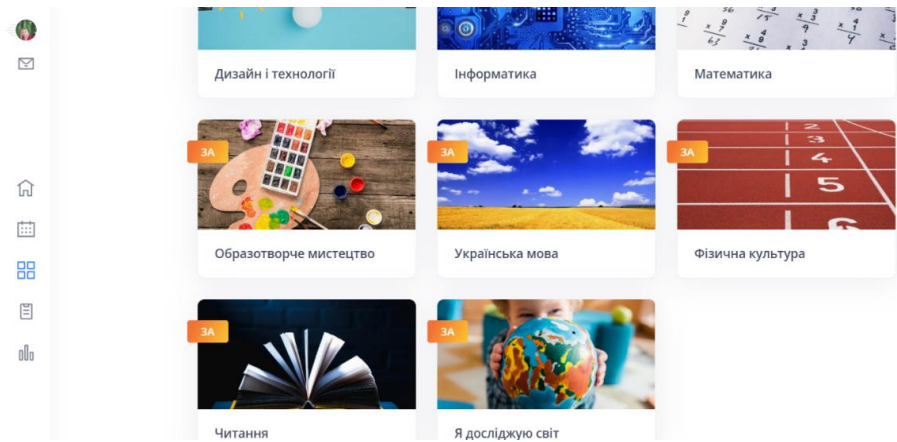 Дизайн і технології
Інформатика
Математика
3А
Образотворче мистецтво
3А
Українська мова
3А
Фізична культура
3А
Читання
3А
Я досліджую світ